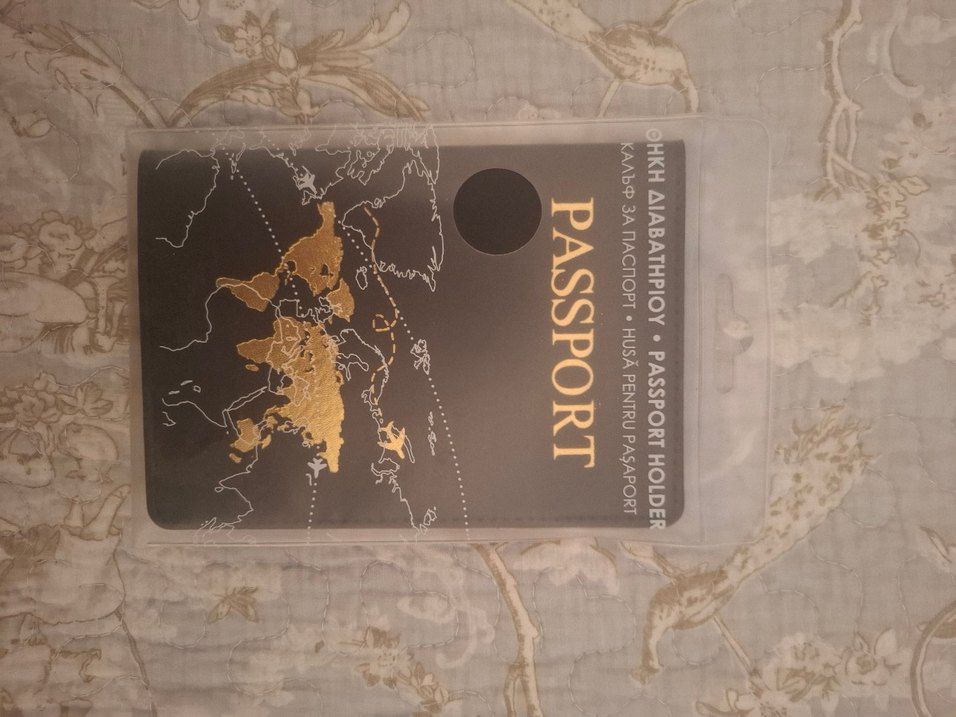 ΘΗΚΗ ΔΙΑΒΑΤΗΡΙΟΥ • PASSPORT HOLDER
КАЛЪФ ЗА ПАСПОРТ • HUSĂ PENTRU PAŞAPORT
PASSPORT